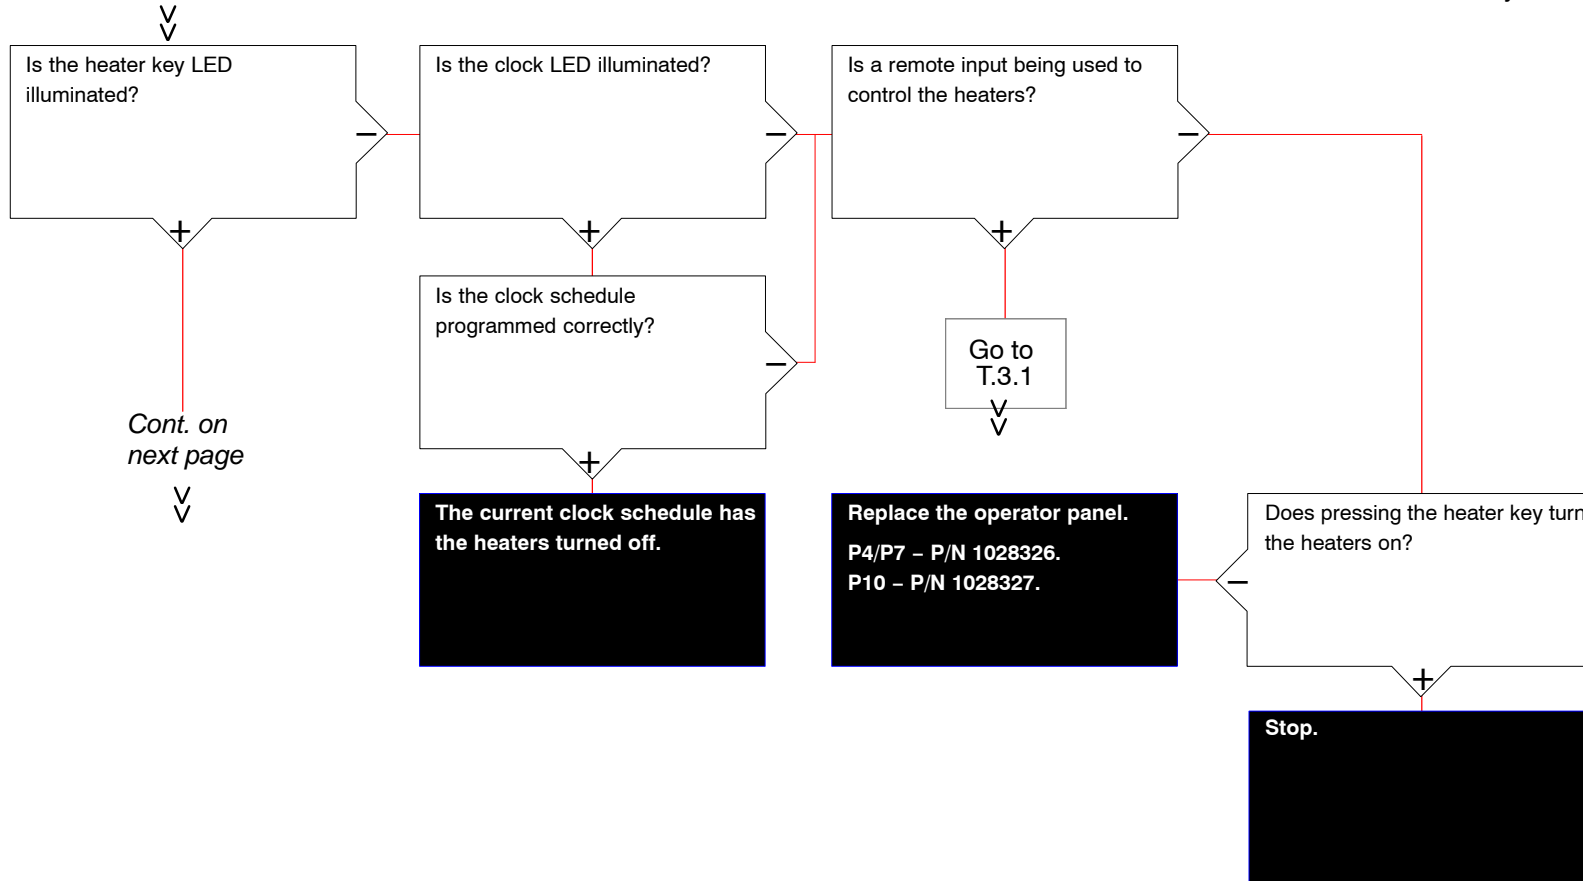 Is the heater key LED
illuminated?
–
+
Cont. on
next page
Is the clock LED illuminated?
–
+
Is the clock schedule
programmed correctly?
–
+
The current clock schedule has
the heaters turned off.
Is a remote input being used to
control the heaters?
–
+
Go to
T.3.1
Replace the operator panel.
P4/P7 – P/N 1028326.
P10 – P/N 1028327.
Does pressing the heater key turn
the heaters on?
–
+
Stop.